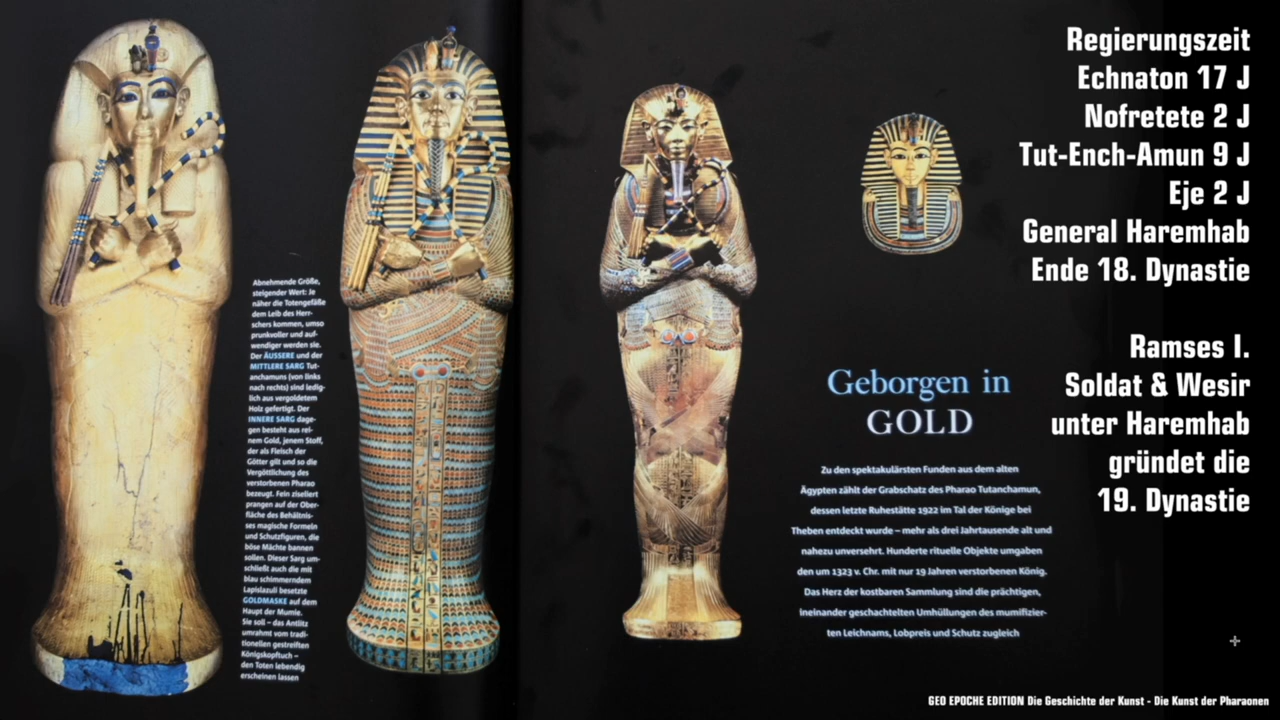 Abnehmende Größe,
steigender Wert: Je
näher die Totengefäße
dem Leib des Herr-
schers kommen, umso
prunkvoller und auf-
wendiger werden sie.
Der ÄUSSERE und der
MITTLERE SARG Tut-
anchamuns (von links
nach rechts) sind ledig-
lich aus vergoldetem
Holz gefertigt. Der
INNERE SARG dage-
gen besteht aus rei-
nem Gold, jenem Stoff,
der als Fleisch der
Götter gilt und so die
Vergöttlichung des
verstorbenen Pharao
bezeugt. Fein ziseliert
prangen auf der Ober-
fläche des Behältnis-
ses magische Formeln
und Schutzfiguren, die
böse Mächte bannen
sollen. Dieser Sarg um-
schließt auch die mit
blau schimmerndem
Lapislazuli besetzte
GOLDMASKE auf dem
Haupt der Mumie.
Sie soll – das Antlitz
umrahmt vom tradi-
tionellen gestreiften
Königskopftuch –
den Toten lebendig
erscheinen lassen
Geborgen in
GOLD
Zu den spektakulärsten Funden aus dem alten
Ägypten zählt der Grabschatz des Pharao Tutanchamun,
dessen letzte Ruhestätte 1922 im Tal der Könige bei
Theben entdeckt wurde – mehr als drei Jahrtausende alt und
nahezu unversehrt. Hunderte rituelle Objekte umgaben
den um 1323 v. Chr. mit nur 19 Jahren verstorbenen König.
Das Herz der kostbaren Sammlung sind die prächtigen,
ineinander geschachtelten Umhüllungen des mumifizier-
ten Leichnams, Lobpreis und Schutz zugleich
Regierungszeit
Echnaton 17 J
Nofretete 2 J
Tut-Ench-Amun 9 J
Eje 2 J
General Haremhab
Ende 18. Dynastie
Ramses I.
Soldat & Wesir
unter Haremhab
gründet die
19. Dynastie
GEO EPOCHE EDITION Die Geschichte der Kunst - Die Kunst der Pharaonen